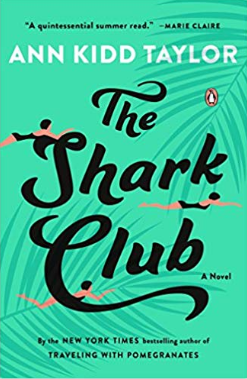 "A quintessential summer read." —MARIE CLAIRE
ANN KIDD TAYLOR
The
Shark
Club
A Novel
By the NEW YORK TIMES bestselling author of
TRAVELING WITH POMEGRANATES